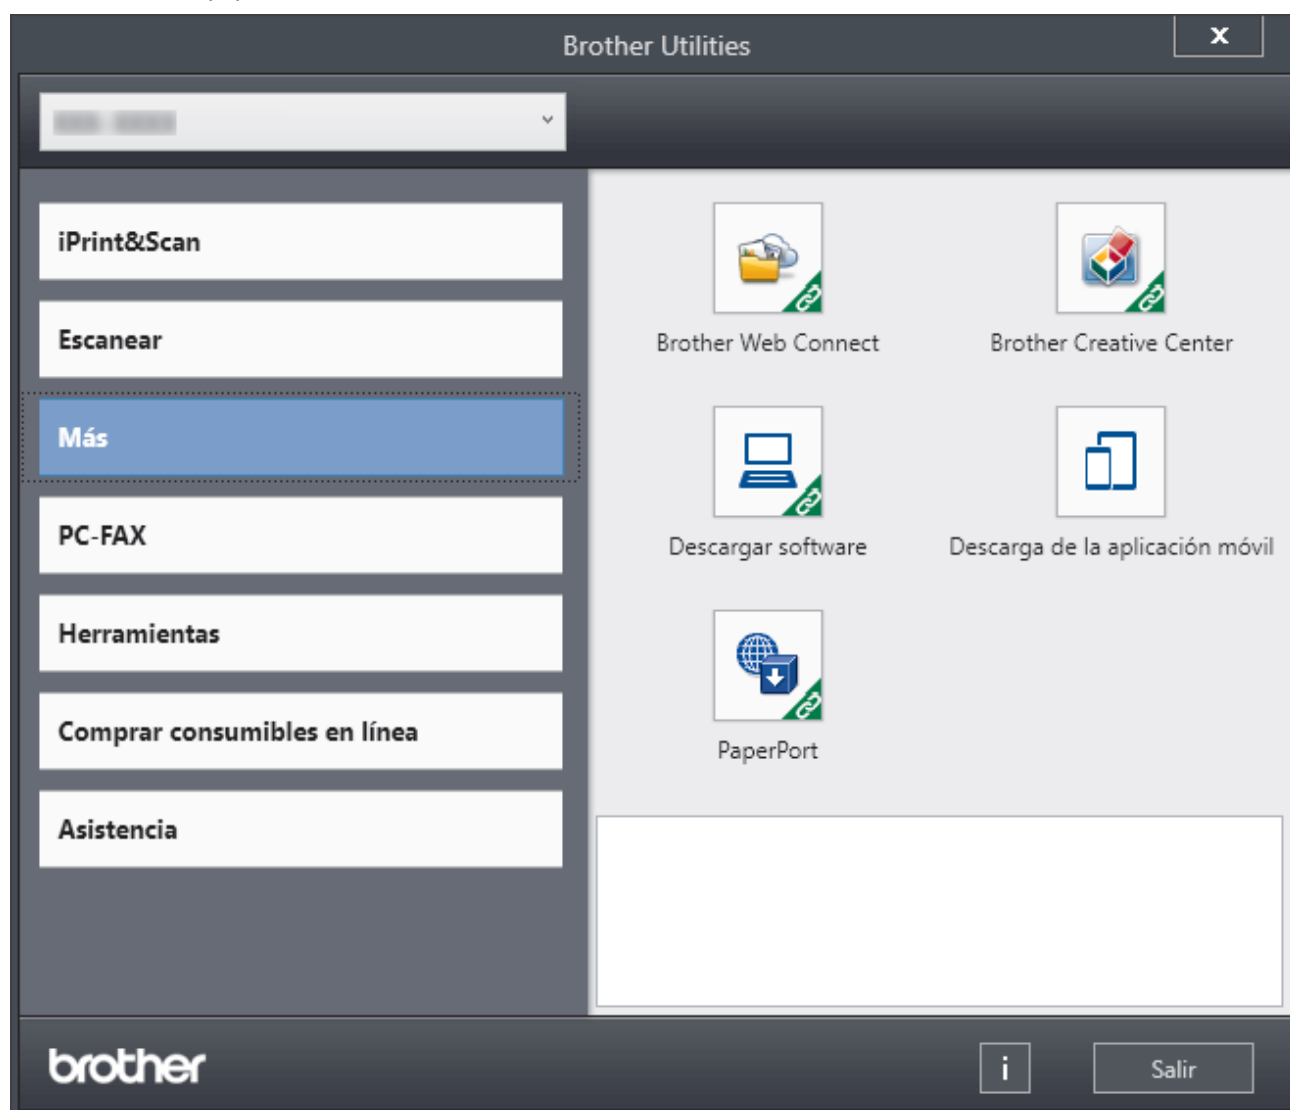 Brother Utilities
x
iPrint&Scan
Escanear
Más
PC-FAX
Herramientas
Comprar consumibles en línea
Asistencia
Brother Web Connect
Brother Creative Center
Descargar software
Descarga de la aplicación móvil
PaperPort
brother
i
Salir